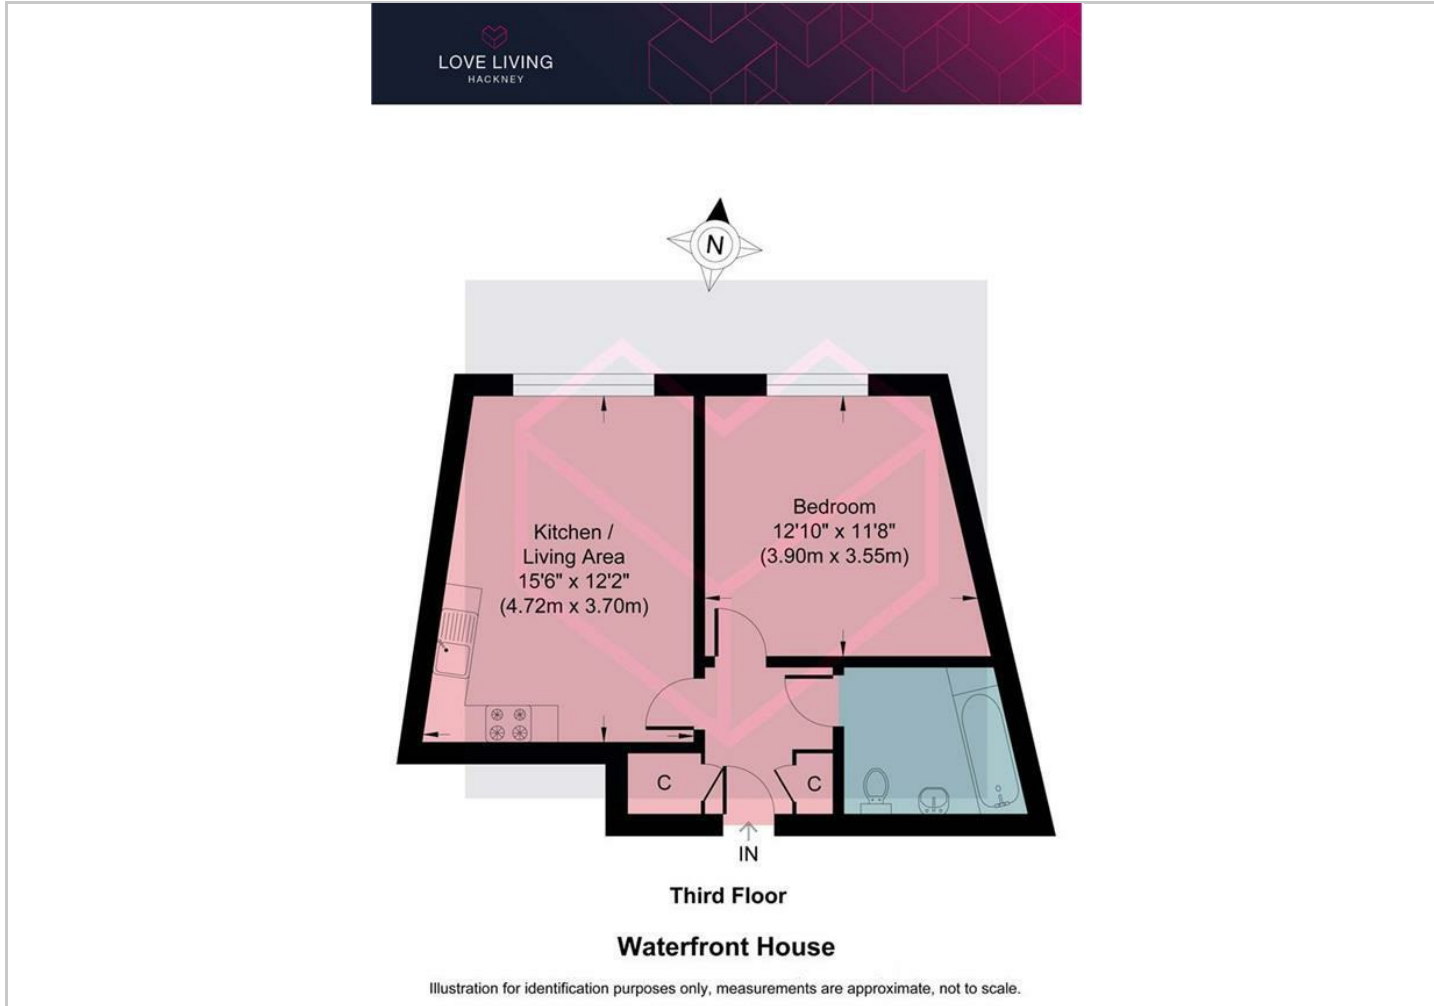 LOVE LIVING
HACKNEY
N
Kitchen /
Living Area
15'6" x 12'2"
(4.72m x 3.70m)
Bedroom
12'10" x 11'8"
(3.90m x 3.55m)
C
C
IN
Third Floor
Waterfront House
Illustration for identification purposes only, measurements are approximate, not to scale.